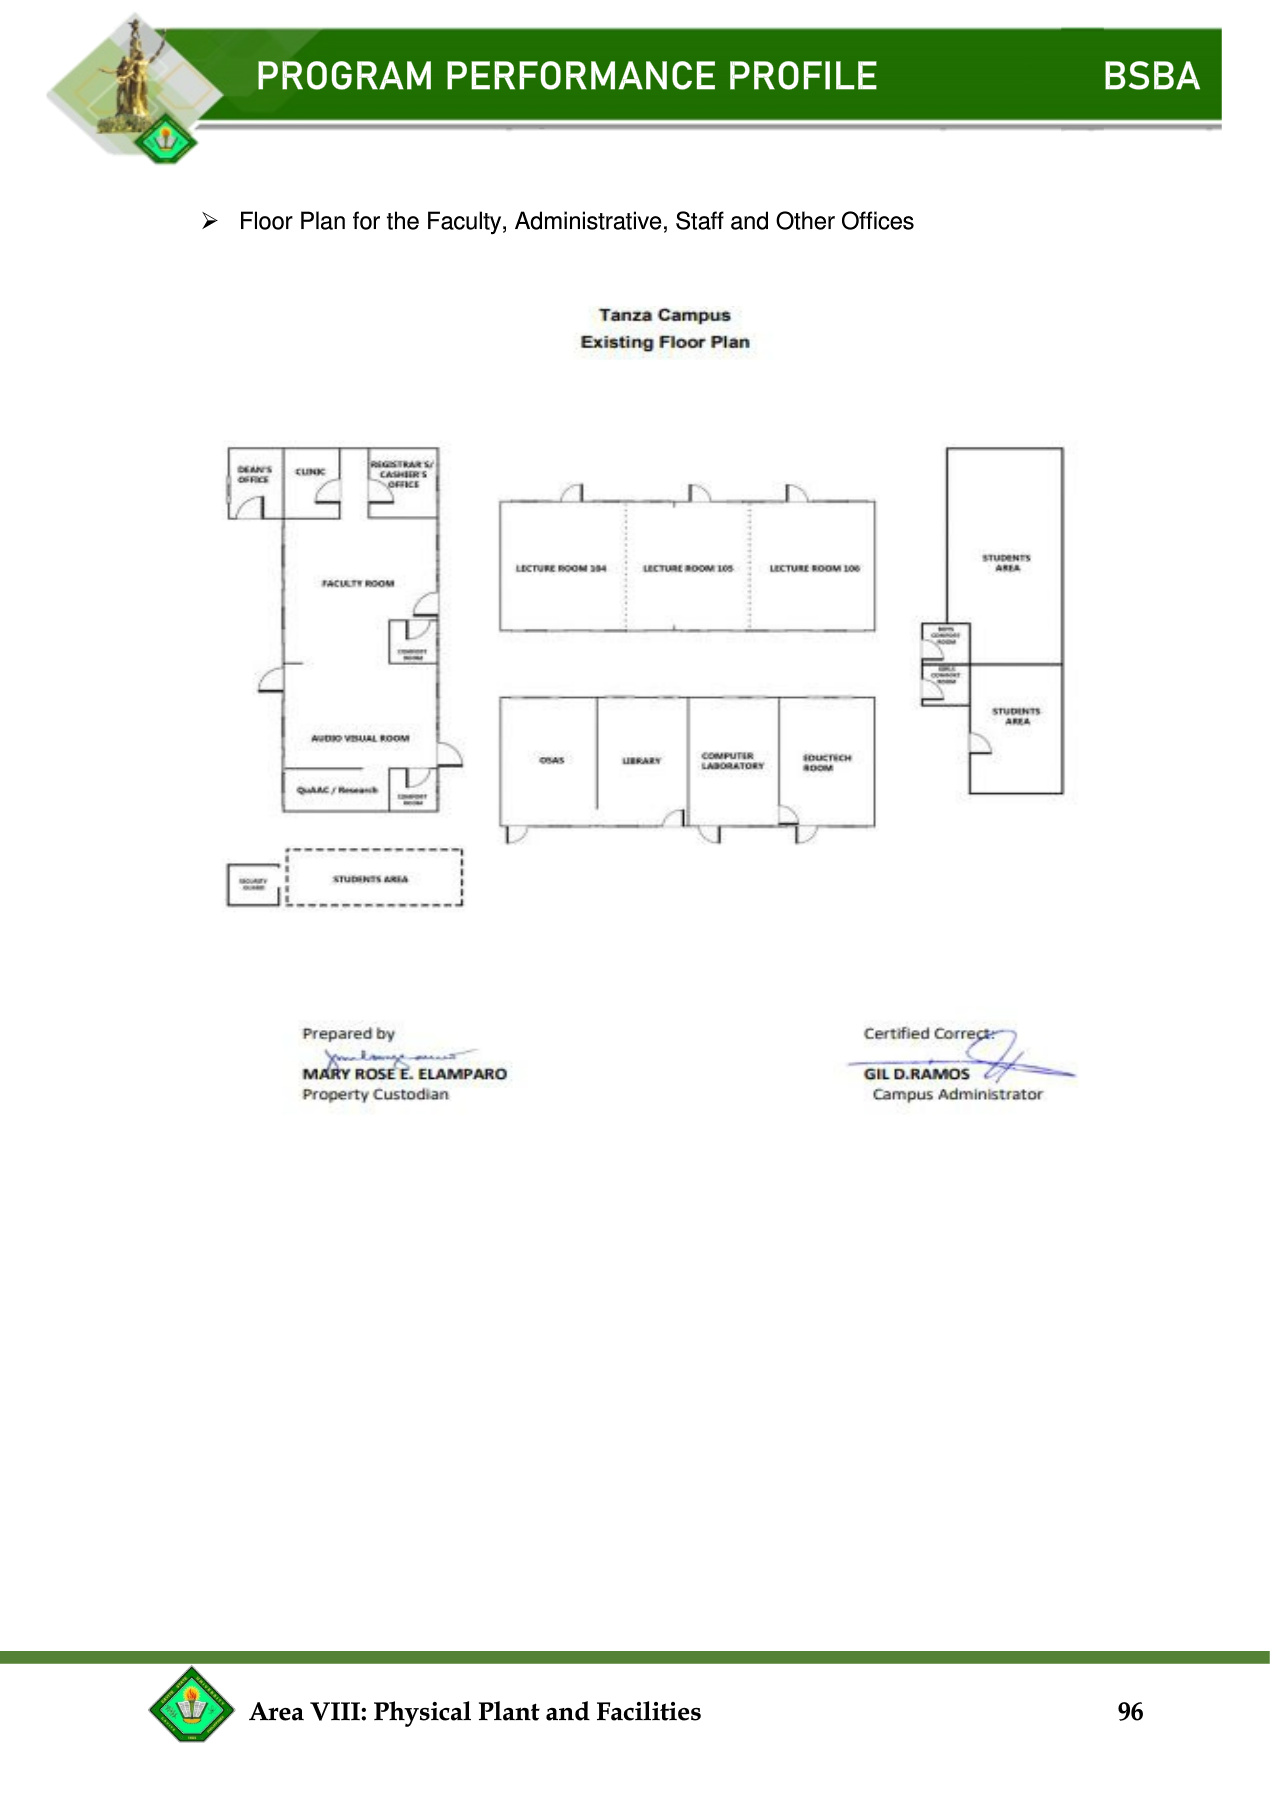 PROGRAM PERFORMANCE PROFILE BSBA
➢ Floor Plan for the Faculty, Administrative, Staff and Other Offices
Tanza Campus
Existing Floor Plan
DEAN'S
OFFICE
CLINIC
REGISTRAR'S/
CASHIER'S
OFFICE
FACULTY ROOM
COMFORT
ROOM
AUDIO VISUAL ROOM
QuAAC / Research
COMFORT
ROOM
SECURITY
GUARD
STUDENTS AREA
LECTURE ROOM 104
LECTURE ROOM 105
LECTURE ROOM 106
OSAS
LIBRARY
COMPUTER
LABORATORY
EDUCTECH
ROOM
STUDENTS
AREA
BOYS
COMFORT
ROOM
GIRLS
COMFORT
ROOM
STUDENTS
AREA
Prepared by
MARY ROSE E. ELAMPARO
Property Custodian
Certified Correct:
GIL D.RAMOS
Campus Administrator
Area VIII: Physical Plant and Facilities 96